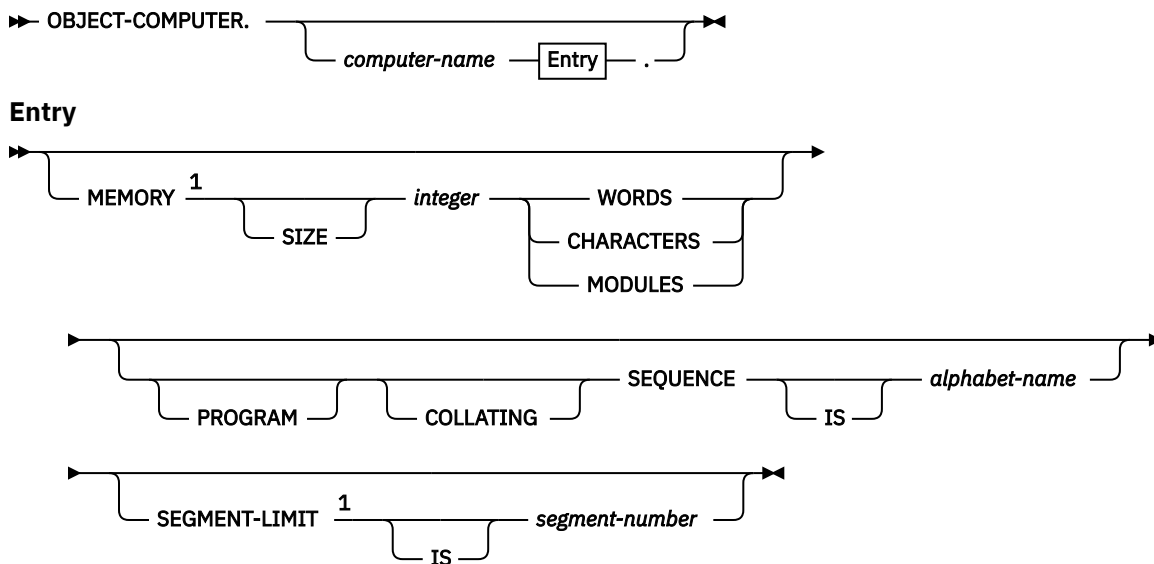 OBJECT-COMPUTER.
computer-name Entry .
Entry
MEMORY 1 integer WORDS
SIZE CHARACTERS
MODULES
SEQUENCE alphabet-name
PROGRAM COLLATING IS
SEGMENT-LIMIT 1 segment-number
IS